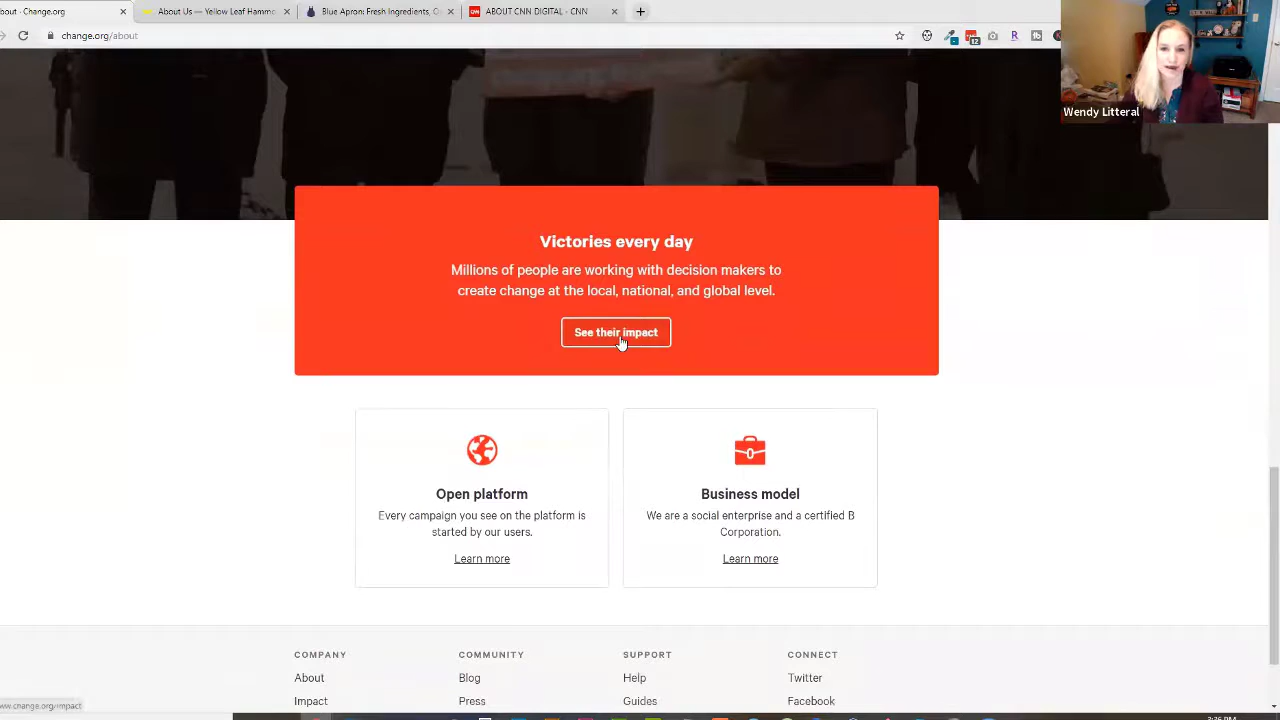 bout · Change.org
About Us — Yellow Leaf Hamm
Blue Apron: Fresh Ingredients, O
ABOUT CNN DIGITAL - CNN
change.org/about
12
Wendy Litteral
Victories every day
Millions of people are working with decision makers to
create change at the local, national, and global level.
See their impact
Open platform
Every campaign you see on the platform is
started by our users.
Learn more
Business model
We are a social enterprise and a certified B
Corporation.
Learn more
COMPANY
About
Impact
COMMUNITY
Blog
Press
SUPPORT
Help
Guides
CONNECT
Twitter
Facebook
ww.change.org/impact